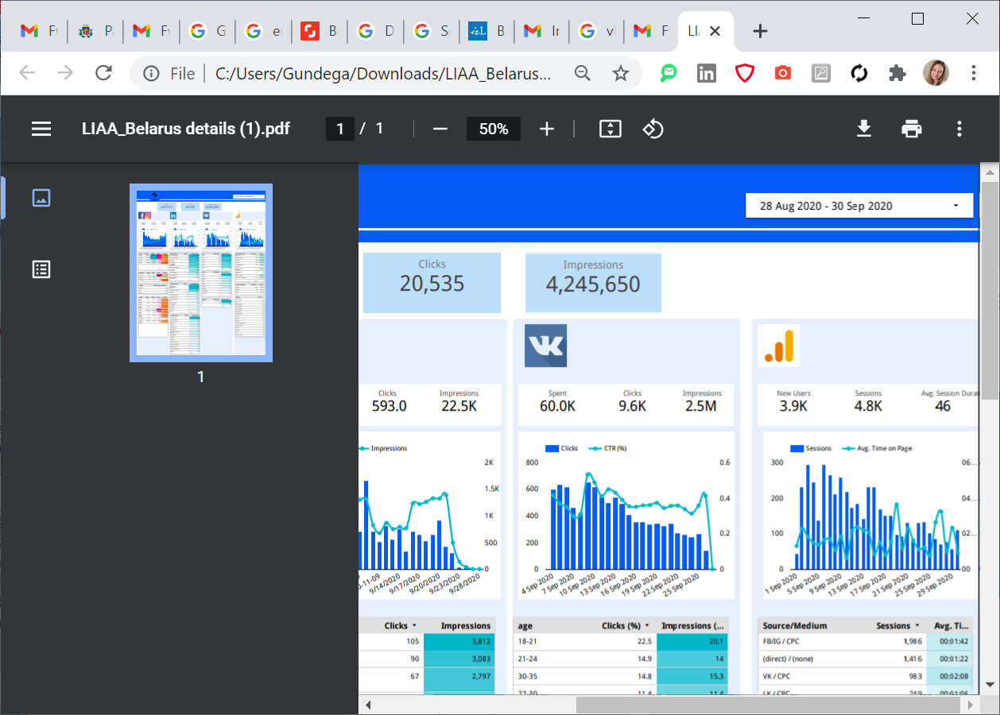 Fv
P
Fv
G
e
B
G D
S
B
Ir
v
F
LI
File
C:/Users/Gundega/Downloads/LIAA_Belarus...
LIAA_Belarus details (1).pdf
1 / 1
50%
1
28 Aug 2020 - 30 Sep 2020
Clicks
20,535
Impressions
4,245,650
Clicks
593.0
Impressions
22.5K
Impressions
2K
1.5K
1K
500
0
0-11-09
9/14/2020
9/17/2020
9/20/2020
9/23/2020
9/28/2020
Clicks
Impressions
105
3,812
90
3,083
67
2,797
Spent
60.0K
Clicks
9.6K
Impressions
2.5M
Clicks
CTR (%)
800
600
400
200
0
0.6
0.4
0.2
0
4 Sep 2020
7 Sep 2020
10 Sep 2020
13 Sep 2020
16 Sep 2020
19 Sep 2020
22 Sep 2020
25 Sep 2020
age
Clicks (%)
Impressions (...
18-21
22.5
20.1
21-24
14.9
14
30-35
14.8
15.3
27-30
11.4
11.4
New Users
3.9K
Sessions
4.8K
Avg. Session Durat
46
Sessions
Avg. Time on Page
300
200
100
0
06...
04...
02...
00
1 Sep 2020
5 Sep 2020
9 Sep 2020
13 Sep 2020
17 Sep 2020
21 Sep 2020
25 Sep 2020
29 Sep 2020
Source/Medium
Sessions
Avg. Ti...
FB/IG / CPC
1,986
00:01:42
(direct) / (none)
1,416
00:01:22
VK / CPC
983
00:02:08